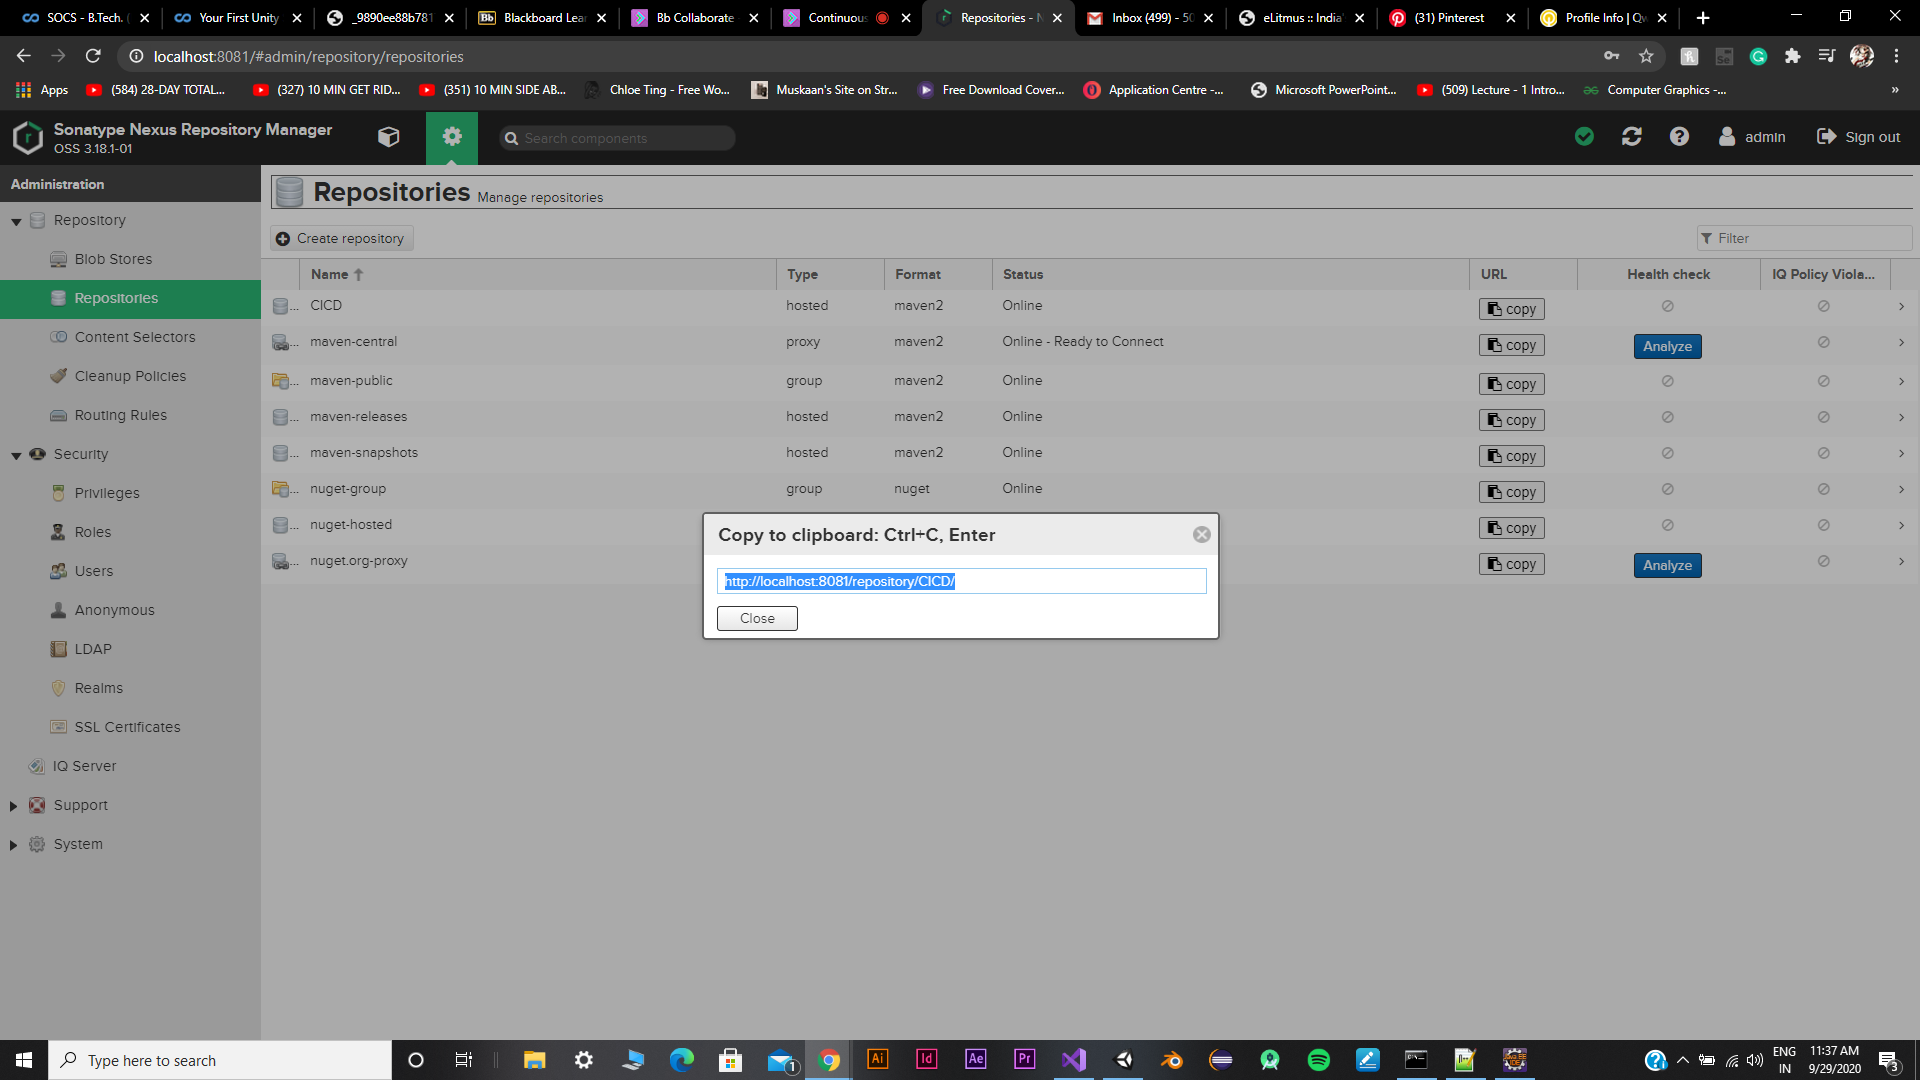 SOCS - B.Tech. (
Your First Unity
_9890ee88b781
Blackboard Lea
Bb Collaborate
Continuous
Repositories - N
Inbox (499) - 50
eLitmus :: India'
(31) Pinterest
Profile Info | Qw
localhost:8081/#admin/repository/repositories
Apps
(584) 28-DAY TOTAL...
(327) 10 MIN GET RID...
(351) 10 MIN SIDE AB...
Chloe Ting - Free Wo...
Muskaan's Site on Str...
Free Download Cover...
Application Centre -...
Microsoft PowerPoint...
(509) Lecture - 1 Intro...
Computer Graphics -...
»
Sonatype Nexus Repository Manager
OSS 3.18.1-01
Search components
admin
Sign out
Administration
Repository
Blob Stores
Repositories
Content Selectors
Cleanup Policies
Routing Rules
Security
Privileges
Roles
Users
Anonymous
LDAP
Realms
SSL Certificates
IQ Server
Support
System
Repositories Manage repositories
Create repository
Filter
Name Type Format Status URL Health check IQ Policy Viola...
... CICD hosted maven2 Online copy
... maven-central proxy maven2 Online - Ready to Connect copy Analyze
... maven-public group maven2 Online copy
... maven-releases hosted maven2 Online copy
... maven-snapshots hosted maven2 Online copy
... nuget-group group nuget Online copy
... nuget-hosted copy
... nuget.org-proxy copy Analyze
Copy to clipboard: Ctrl+C, Enter
http://localhost:8081/repository/CICD/
Close
Type here to search
1
Ai
Id
Ae
Pr
ENG
IN
11:37 AM
9/29/2020
3